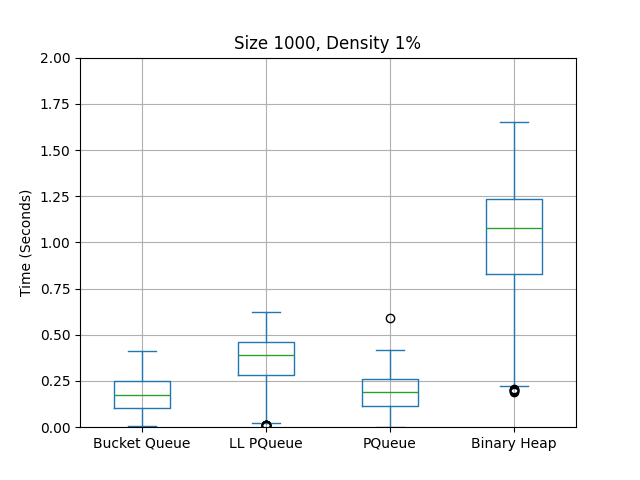 Size 1000, Density 1%
Time (Seconds)
2.00
1.75
1.50
1.25
1.00
0.75
0.50
0.25
0.00
Bucket Queue
LL PQueue
PQueue
Binary Heap